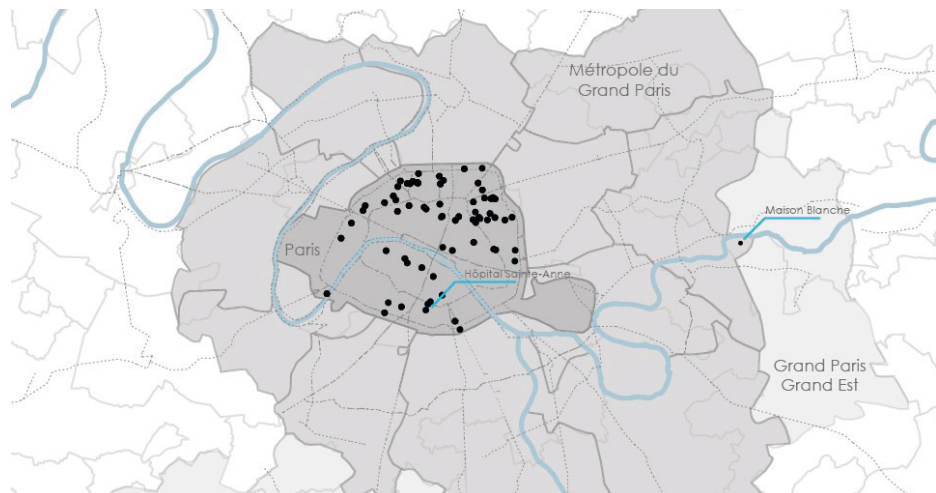 Métropole du
Grand Paris
Maison Blanche
Paris
Hôpital Sainte-Anne
Grand Paris
Grand Est